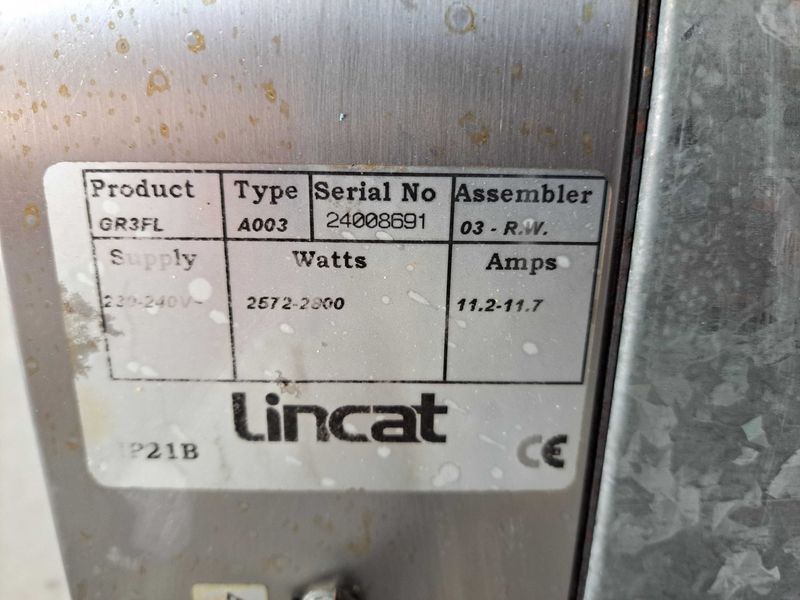 Product Type Serial No Assembler
GR3FL A003 24008691 03 - R.W.
Supply Watts Amps
220-240V~ 2572-2800 11.2-11.7
Lincat
IP21B CE